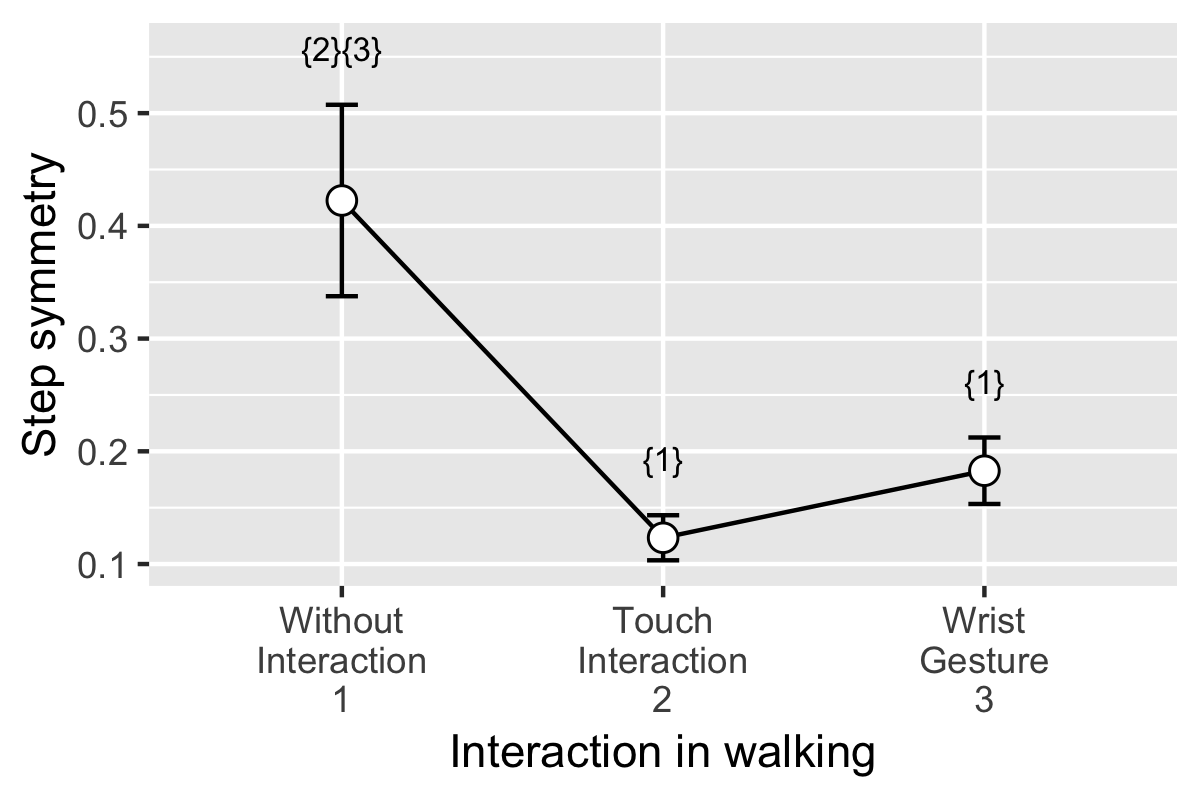 {2}{3}
0.5
0.4
0.3
{1}
0.2
{1}
0.1
Step symmetry
Without
Interaction
1
Touch
Interaction
2
Wrist
Gesture
3
Interaction in walking